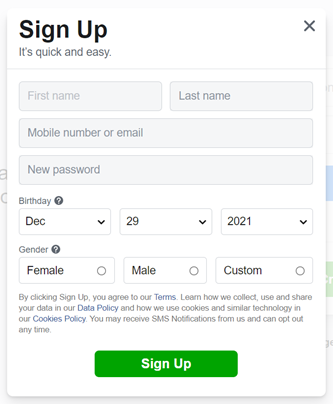 Sign Up
It's quick and easy.
First name Last name
Mobile number or email
New password
Birthday ?
Dec 29 2021
Gender ?
Female Male Custom
By clicking Sign Up, you agree to our Terms. Learn how we collect, use and share
your data in our Data Policy and how we use cookies and similar technology in
our Cookies Policy. You may receive SMS Notifications from us and can opt out
any time.
Sign Up